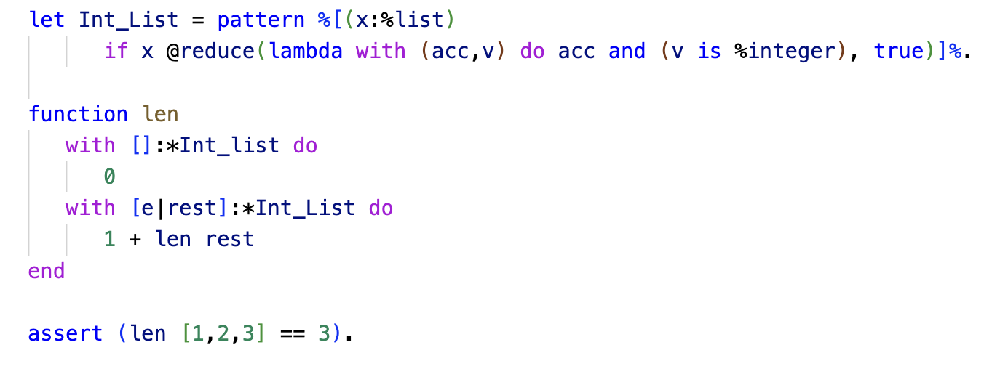 let Int_List = pattern %[(x:%list)
if x @reduce(lambda with (acc,v) do acc and (v is %integer), true)]%.
function len
with []:*Int_list do
0
with [e|rest]:*Int_List do
1 + len rest
end
assert (len [1,2,3] == 3).